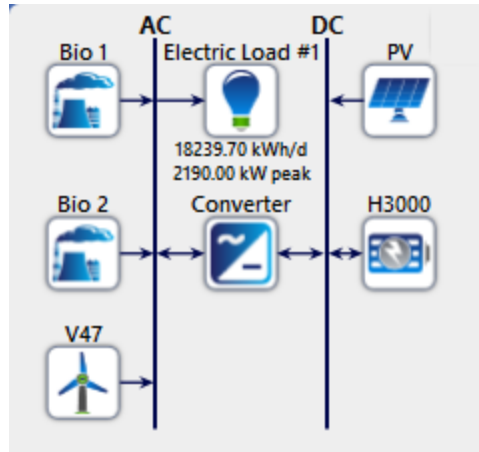 AC DC
Bio 1 Electric Load #1 PV
18239.70 kWh/d
2190.00 kW peak
Bio 2 Converter H3000
V47